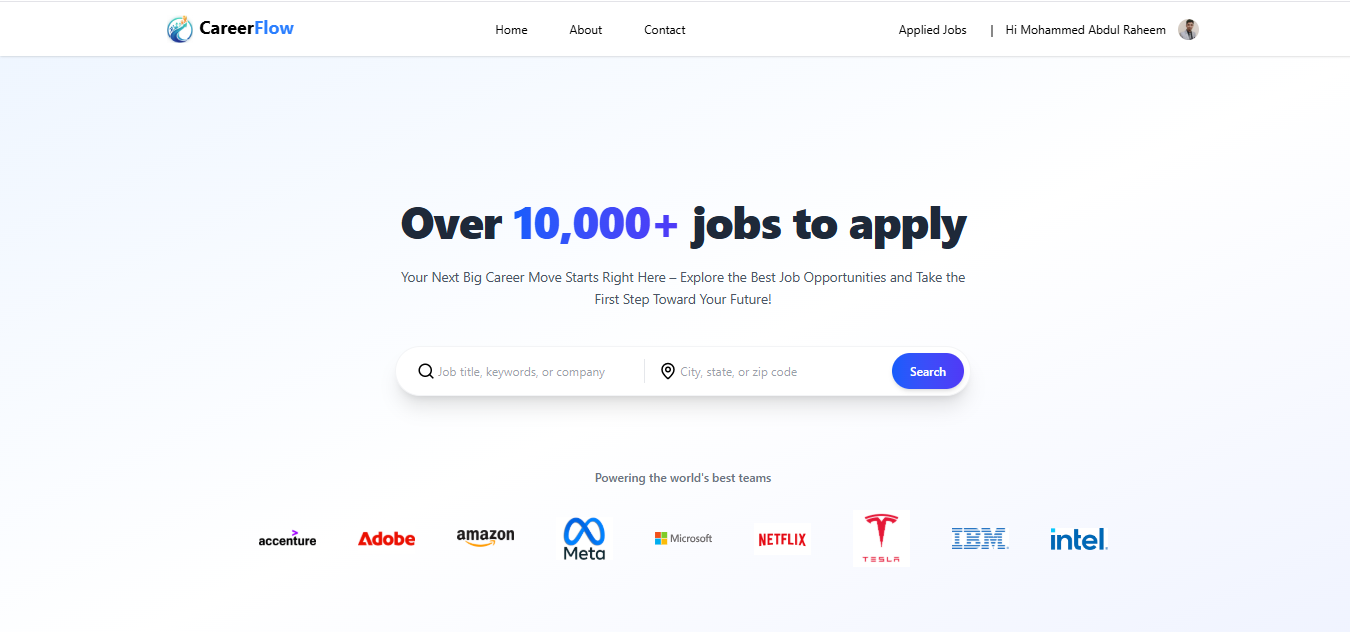 CareerFlow
Home
About
Contact
Applied Jobs
|
Hi Mohammed Abdul Raheem
Over 10,000+ jobs to apply
Your Next Big Career Move Starts Right Here – Explore the Best Job Opportunities and Take the
First Step Toward Your Future!
Job title, keywords, or company
City, state, or zip code
Search
Powering the world's best teams
accenture
Adobe
amazon
Meta
Microsoft
NETFLIX
TESLA
IBM
intel.